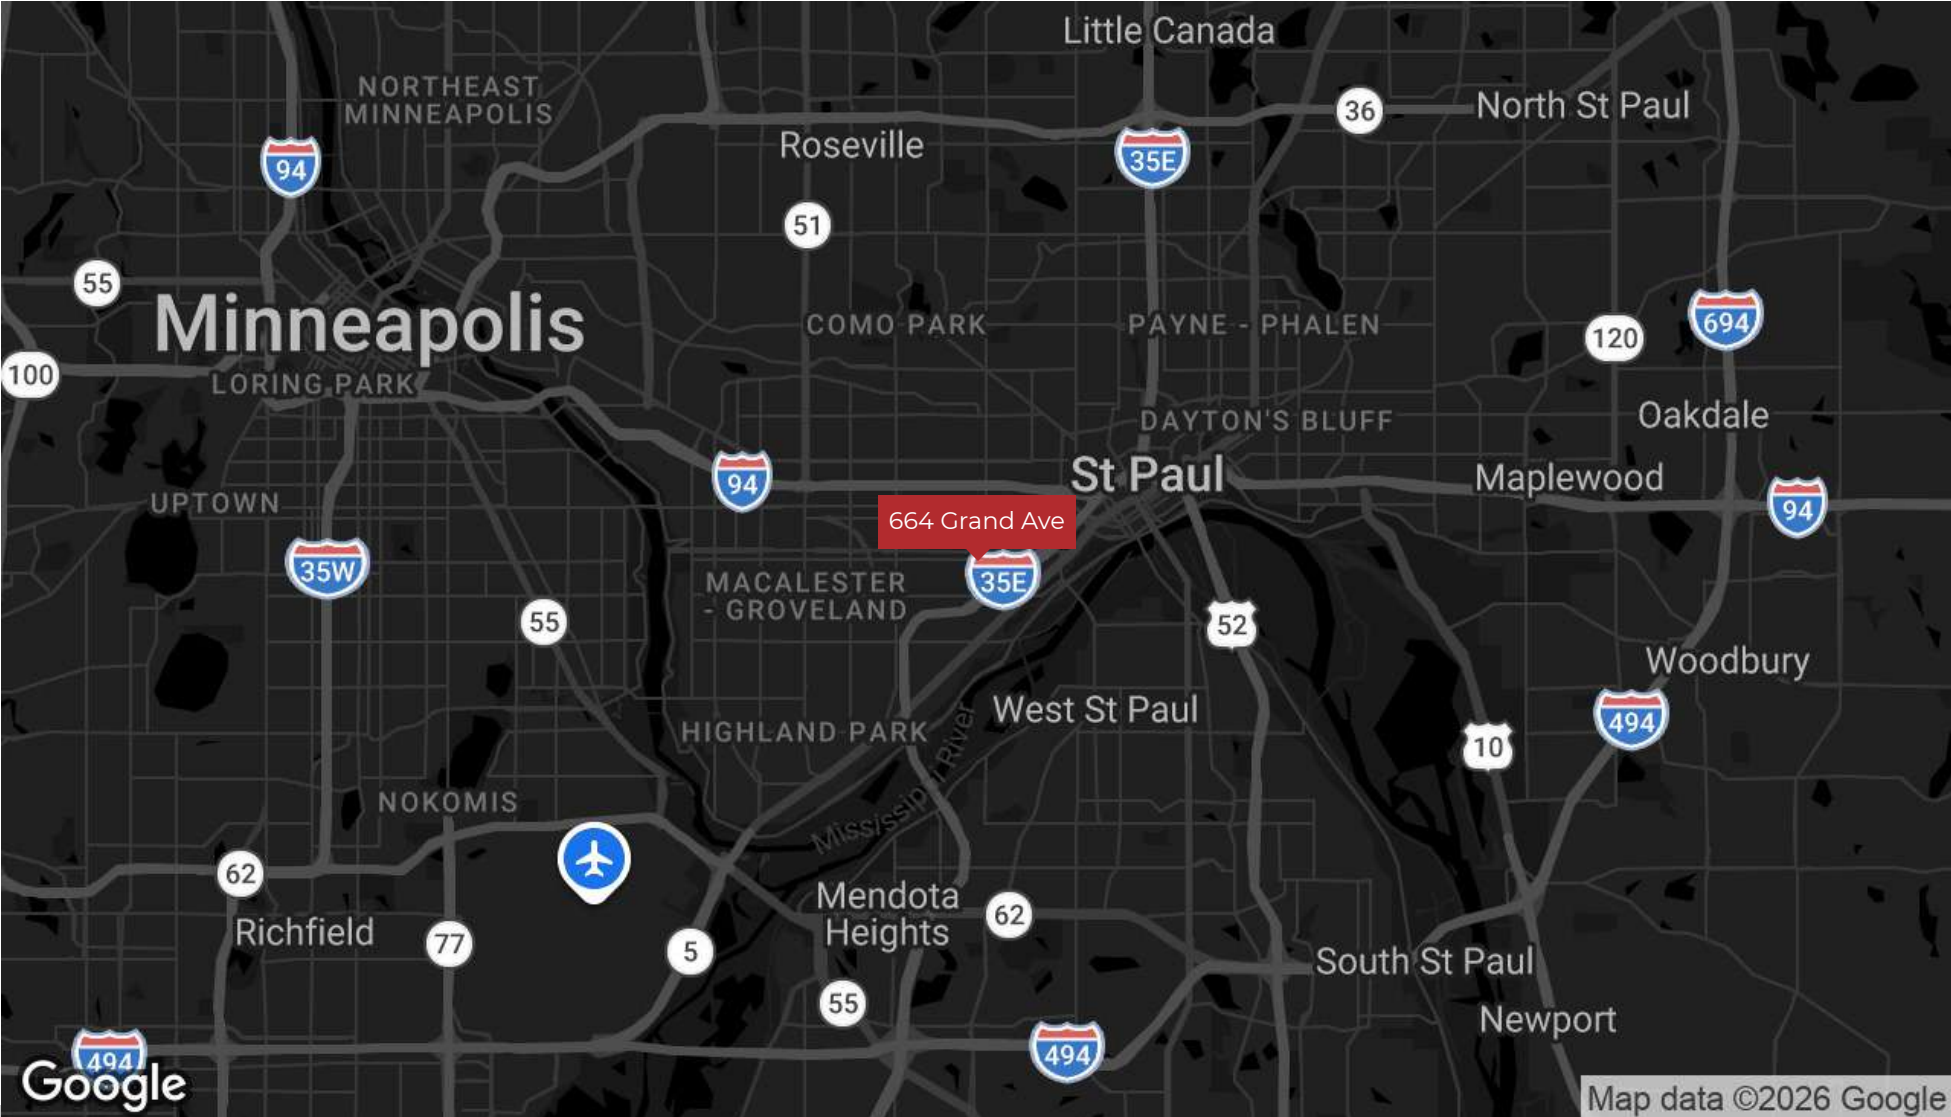 Little Canada
NORTHEAST
MINNEAPOLIS
36
North St Paul
Roseville
94
35E
51
55
Minneapolis
COMO PARK
PAYNE - PHALEN
694
120
100
LORING PARK
DAYTON'S BLUFF
Oakdale
94
St Paul
Maplewood
UPTOWN
94
664 Grand Ave
35W
MACALESTER
- GROVELAND
35E
55
52
Woodbury
West St Paul
494
HIGHLAND PARK
Mississippi River
10
NOKOMIS
62
Mendota
Heights
62
Richfield
77
5
South St Paul
55
Newport
494
494
Google
Map data ©2026 Google